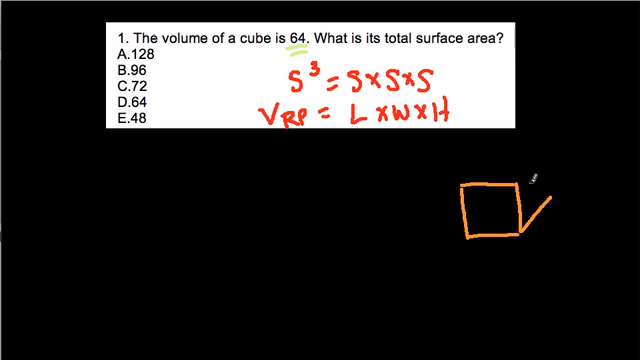 1. The volume of a cube is 64. What is its total surface area?
A.128
B.96
C.72
D.64
E.48
S³ = S×S×S
V_RP = L×W×H